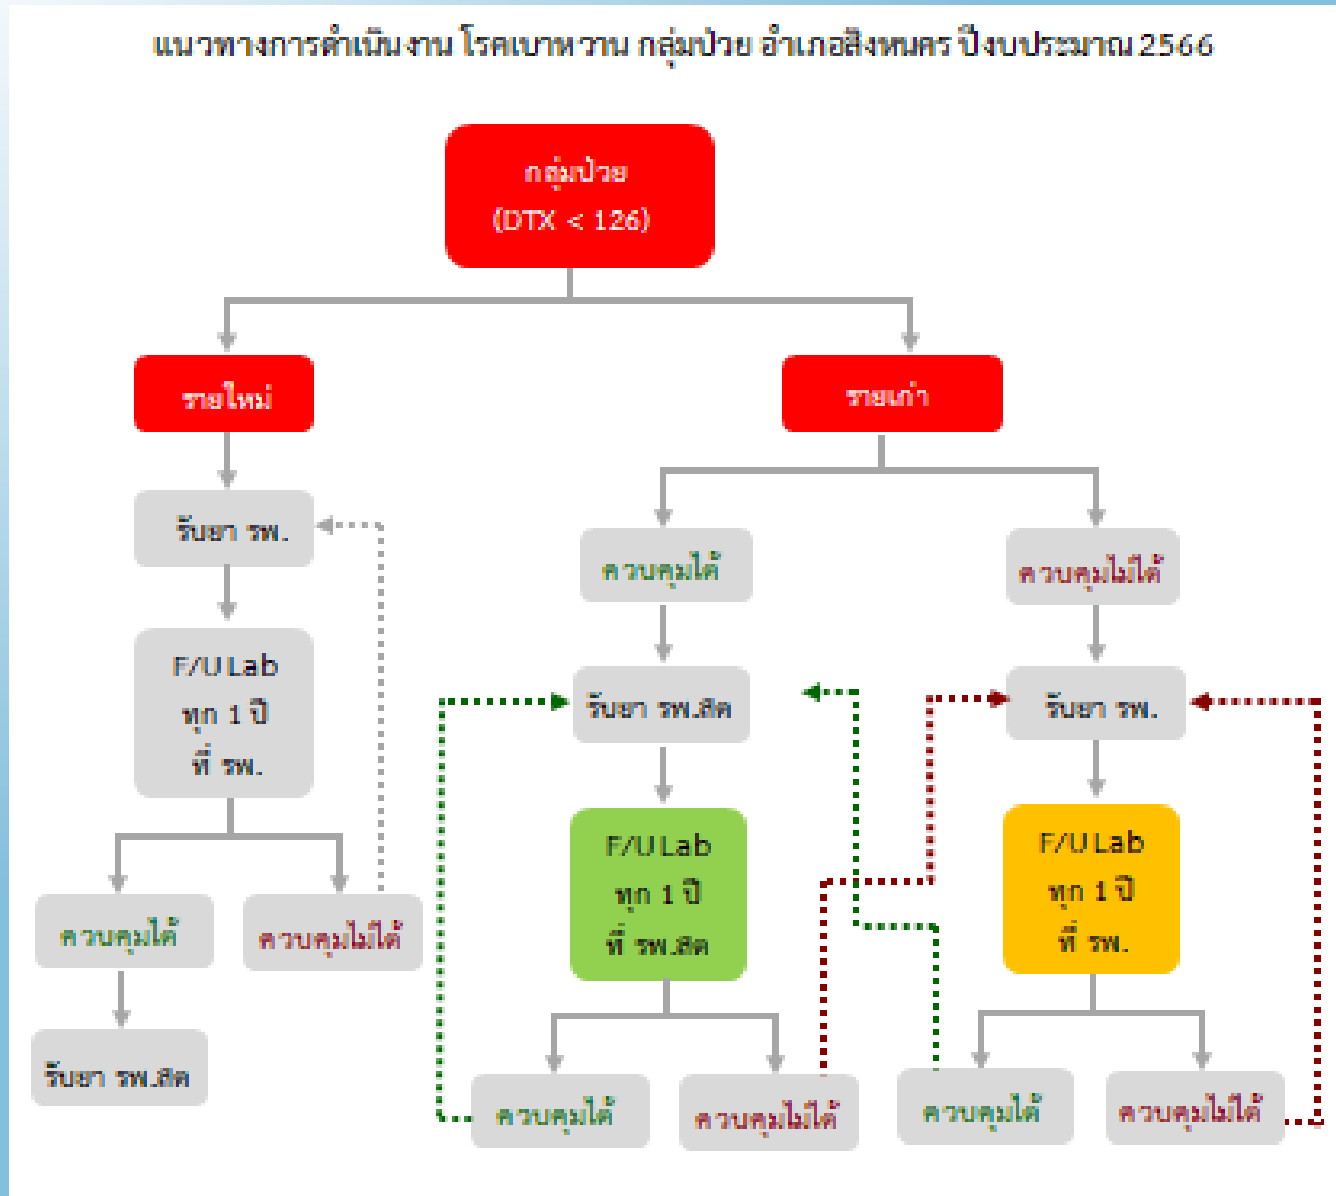 แนวทางการดำเนินงาน โรคเบาหวาน กลุ่มป่วย อำเภอสิงหนคร ปีงบประมาณ 2566
กลุ่มป่วย
(DTX < 126)
รายใหม่
รายเก่า
รับยา รพ.
F/U Lab
ทุก 1 ปี
ที่ รพ.
ควบคุมได้
ควบคุมไม่ได้
รับยา รพ.สต
ควบคุมได้
ควบคุมไม่ได้
รับยา รพ.สต
รับยา รพ.
F/U Lab
ทุก 1 ปี
ที่ รพ.สต
F/U Lab
ทุก 1 ปี
ที่ รพ.
ควบคุมได้
ควบคุมไม่ได้
ควบคุมได้
ควบคุมไม่ได้